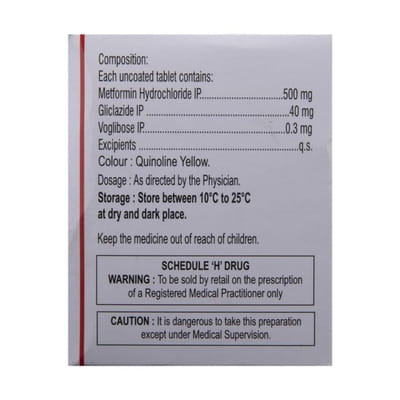 Composition:
Each uncoated tablet contains:
Metformin Hydrochloride IP........................500 mg
Gliclazide IP ..........................................40 mg
Voglibose IP..........................................0.3 mg
Excipients ...............................................q.s.
Colour : Quinoline Yellow.
Dosage : As directed by the Physician.
Storage : Store between 10°C to 25°C
at dry and dark place.
Keep the medicine out of reach of children.
SCHEDULE 'H' DRUG
WARNING : To be sold by retail on the prescription
of a Registered Medical Practitioner only
CAUTION : It is dangerous to take this preparation
except under Medical Supervision.